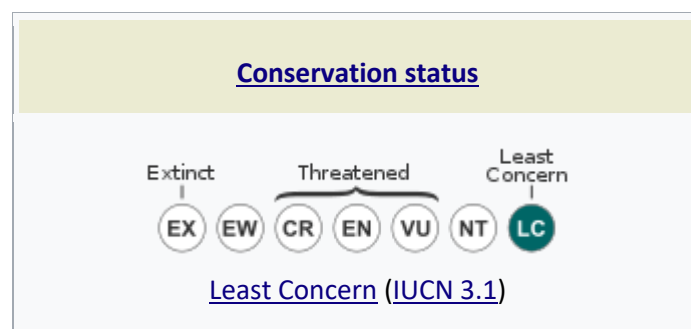 Conservation status
Extinct Threatened Least Concern
EX EW CR EN VU NT LC
Least Concern (IUCN 3.1)